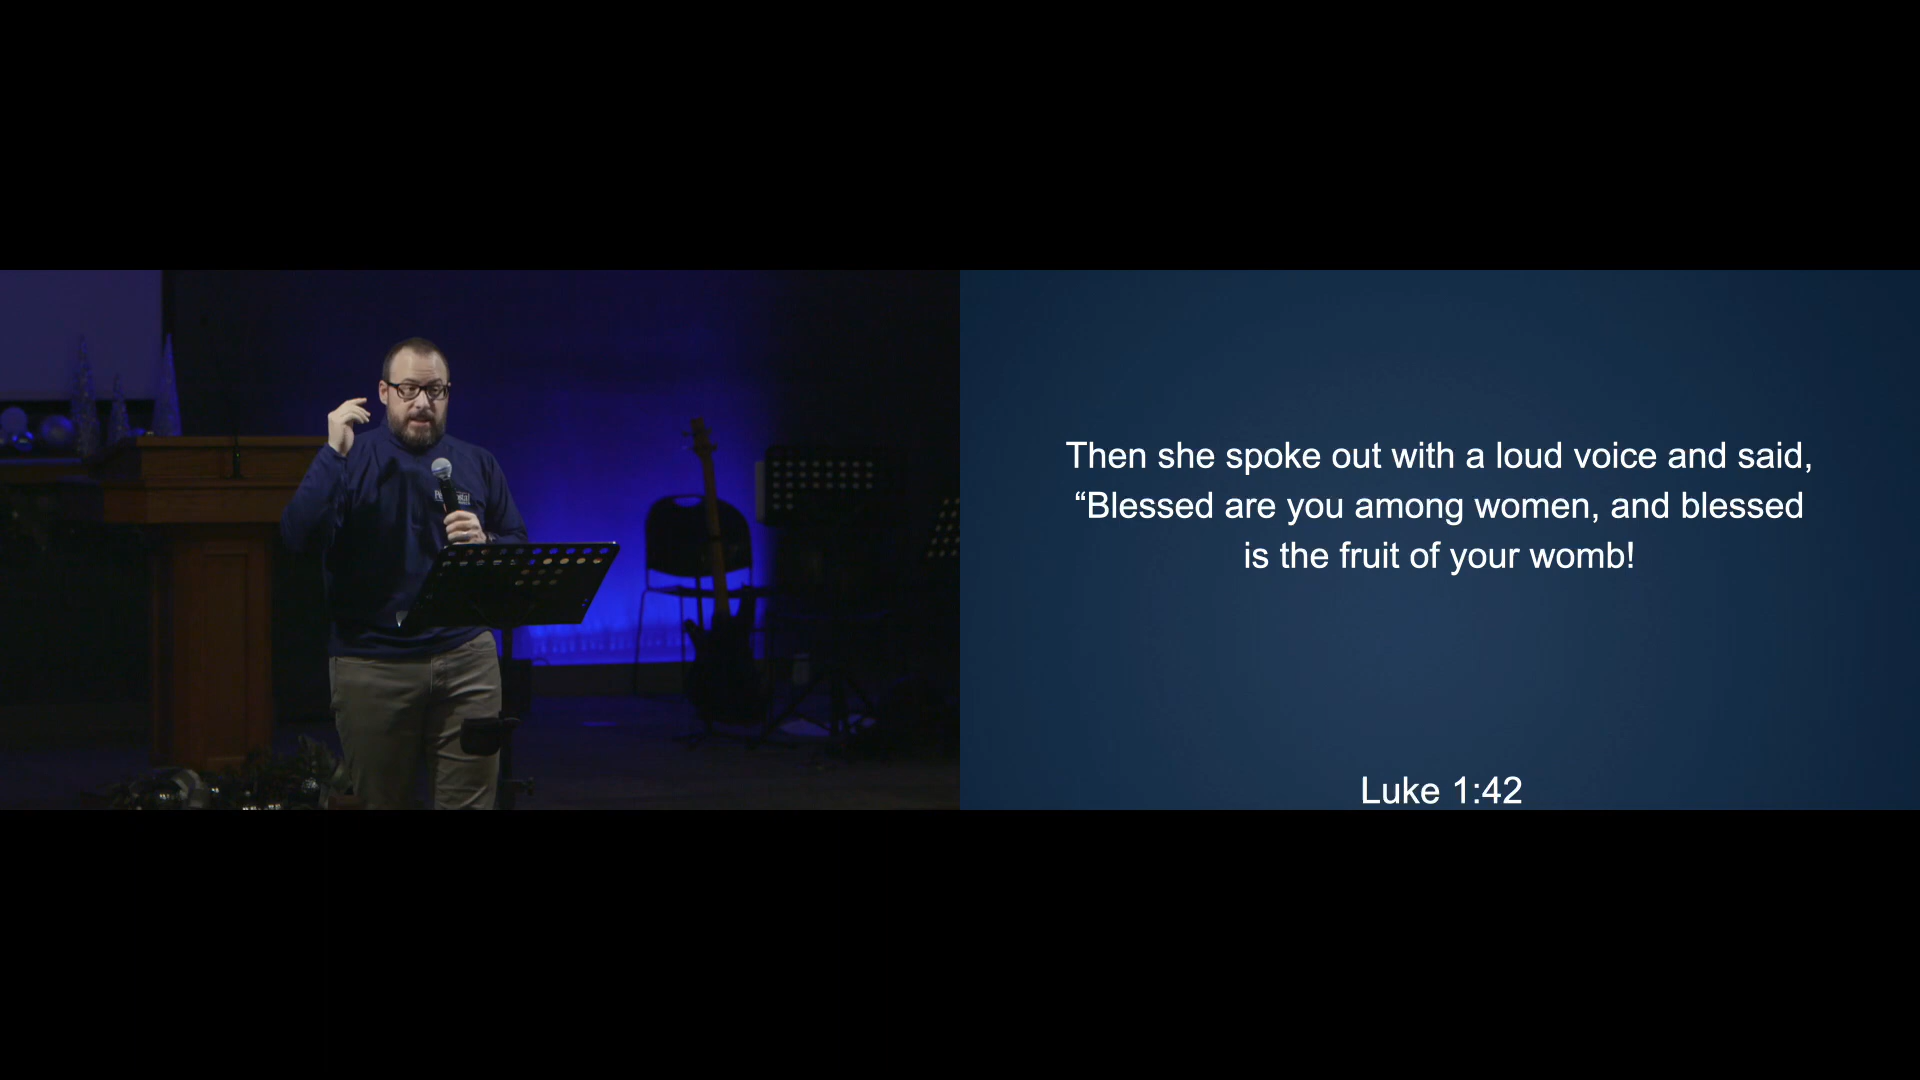 Then she spoke out with a loud voice and said,
“Blessed are you among women, and blessed
is the fruit of your womb!
Luke 1:42